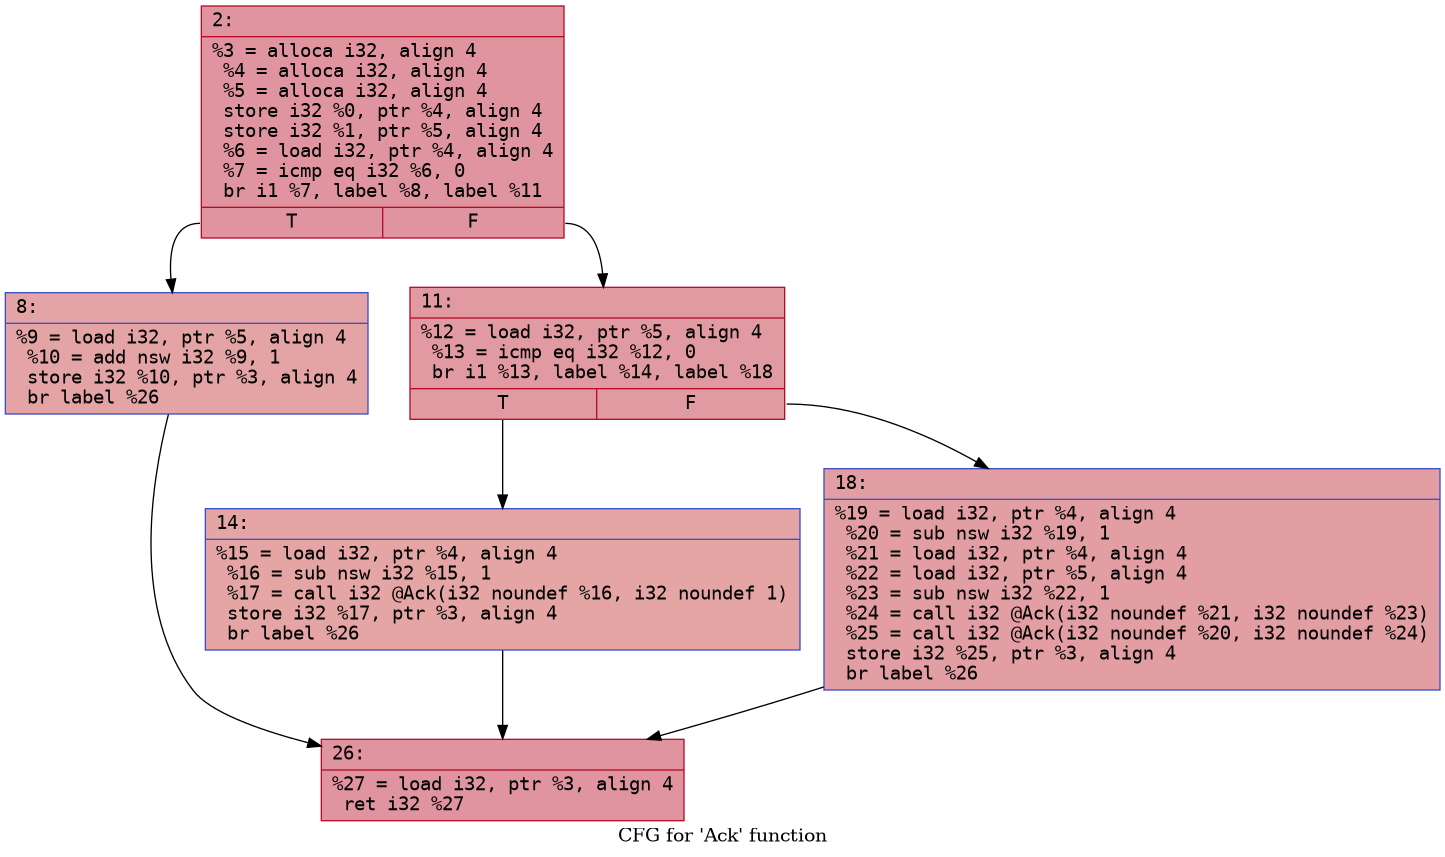 2:
%3 = alloca i32, align 4
%4 = alloca i32, align 4
%5 = alloca i32, align 4
store i32 %0, ptr %4, align 4
store i32 %1, ptr %5, align 4
%6 = load i32, ptr %4, align 4
%7 = icmp eq i32 %6, 0
br i1 %7, label %8, label %11
T
F
8:
%9 = load i32, ptr %5, align 4
%10 = add nsw i32 %9, 1
store i32 %10, ptr %3, align 4
br label %26
11:
%12 = load i32, ptr %5, align 4
%13 = icmp eq i32 %12, 0
br i1 %13, label %14, label %18
T
F
14:
%15 = load i32, ptr %4, align 4
%16 = sub nsw i32 %15, 1
%17 = call i32 @Ack(i32 noundef %16, i32 noundef 1)
store i32 %17, ptr %3, align 4
br label %26
18:
%19 = load i32, ptr %4, align 4
%20 = sub nsw i32 %19, 1
%21 = load i32, ptr %4, align 4
%22 = load i32, ptr %5, align 4
%23 = sub nsw i32 %22, 1
%24 = call i32 @Ack(i32 noundef %21, i32 noundef %23)
%25 = call i32 @Ack(i32 noundef %20, i32 noundef %24)
store i32 %25, ptr %3, align 4
br label %26
26:
%27 = load i32, ptr %3, align 4
ret i32 %27
CFG for 'Ack' function